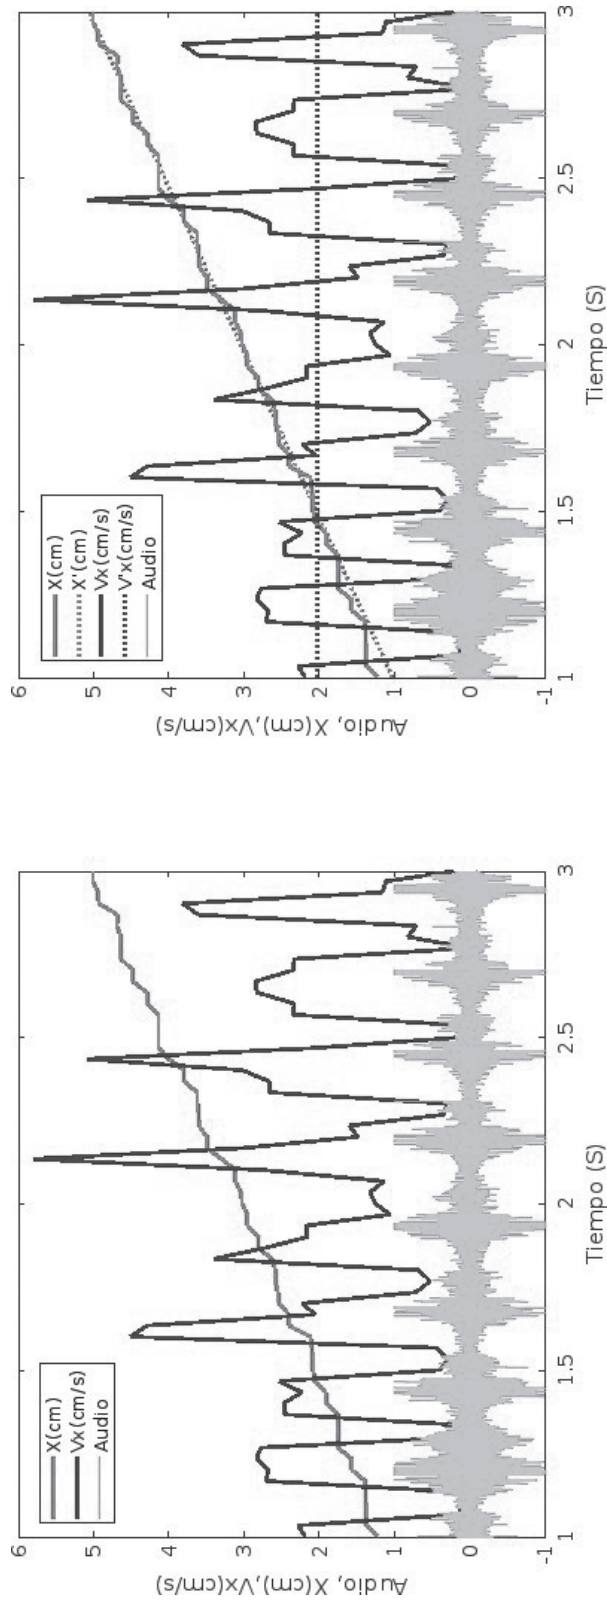 Audio, X(cm),Vx(cm/s)
6
5
4
3
2
1
0
-1
X(cm)
Vx(cm/s)
Audio
1 1.5 2 2.5 3
Tiempo (S)
Audio, X(cm),Vx(cm/s)
6
5
4
3
2
1
0
-1
X(cm)
X'(cm)
Vx(cm/s)
V'x(cm/s)
Audio
1 1.5 2 2.5 3
Tiempo (S)